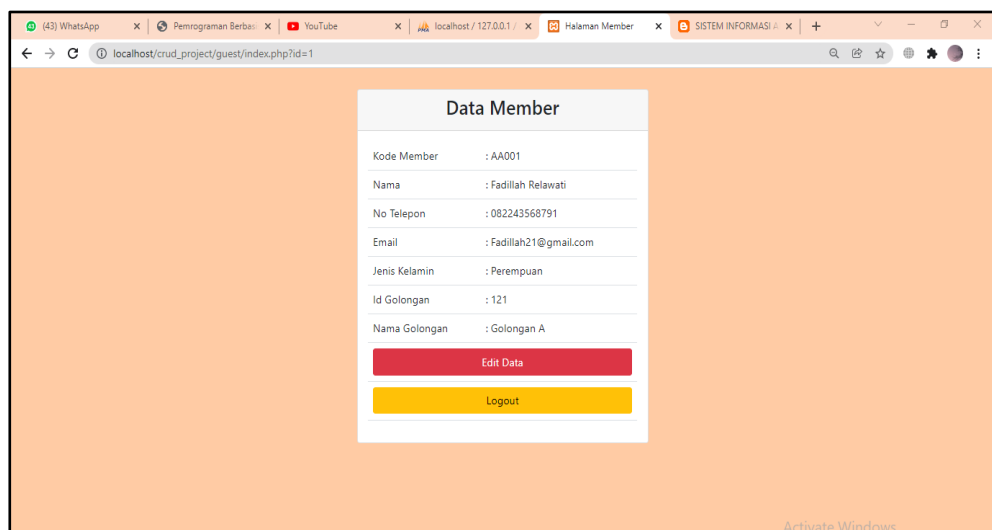 (43) WhatsApp
Pemrograman Berbas
YouTube
localhost / 127.0.0.1 /
Halaman Member
SISTEM INFORMASI A
localhost/crud_project/guest/index.php?id=1
Data Member
Kode Member : AA001
Nama : Fadillah Relawati
No Telepon : 082243568791
Email : Fadillah21@gmail.com
Jenis Kelamin : Perempuan
Id Golongan : 121
Nama Golongan : Golongan A
Edit Data
Logout
Activate Windows